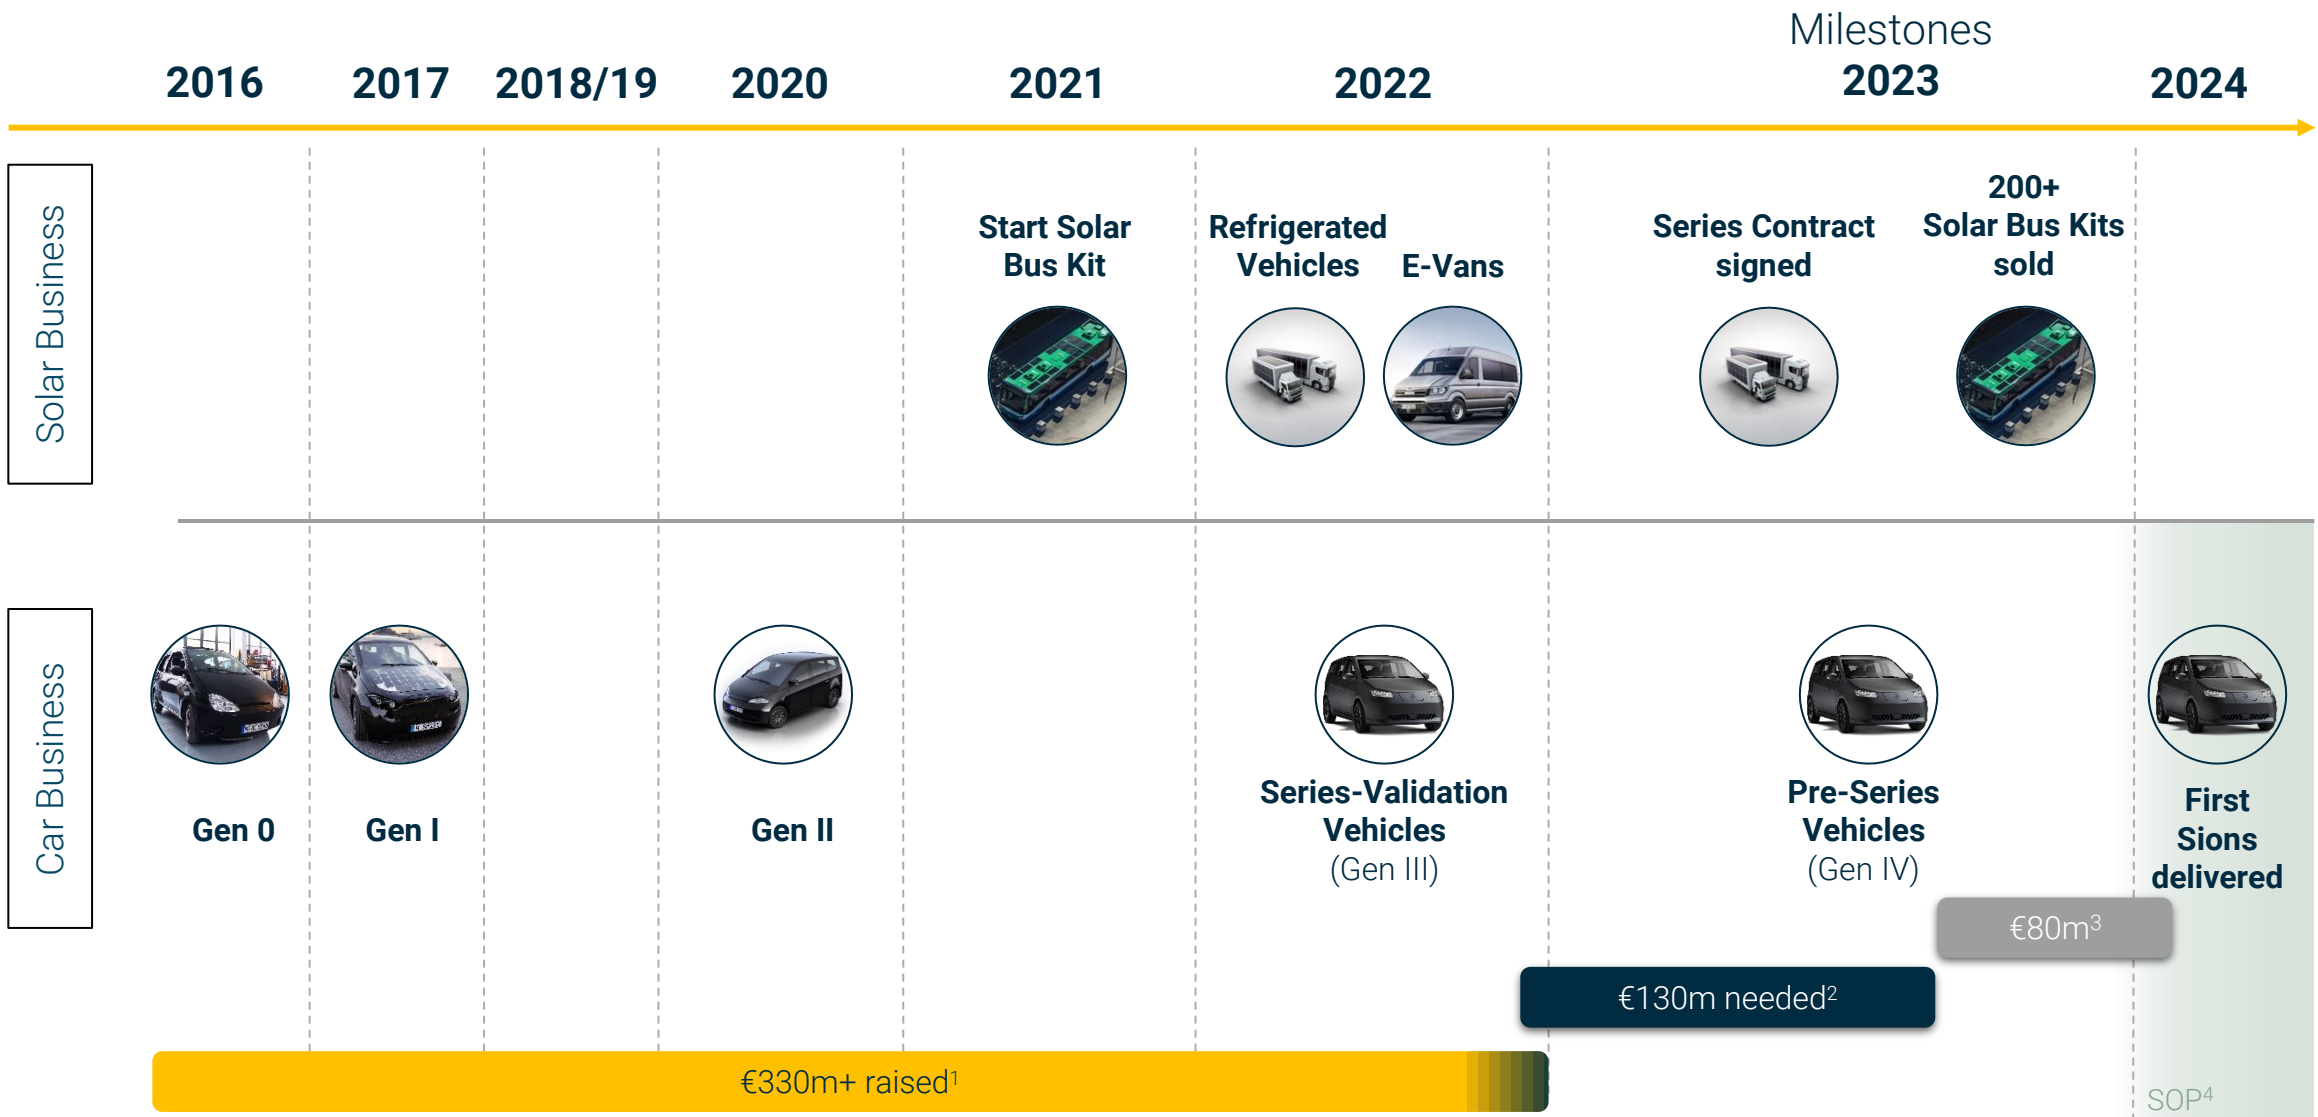 Milestones
2016
2017
2018/19
2020
2021
2022
2023
2024
Solar Business
Start Solar
Bus Kit
Refrigerated
Vehicles
E-Vans
Series Contract
signed
200+
Solar Bus Kits
sold
Car Business
Gen 0
Gen I
Gen II
Series-Validation
Vehicles
(Gen III)
Pre-Series
Vehicles
(Gen IV)
First
Sions
delivered
€80m³
€130m needed²
€330m+ raised¹
SOP⁴